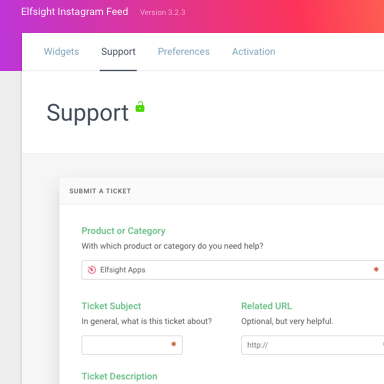 Elfsight Instagram Feed Version 3.2.3
Widgets Support Preferences Activation
Support
SUBMIT A TICKET
Product or Category
With which product or category do you need help?
Elfsight Apps *
Ticket Subject Related URL
In general, what is this ticket about? Optional, but very helpful.
* http://
Ticket Description